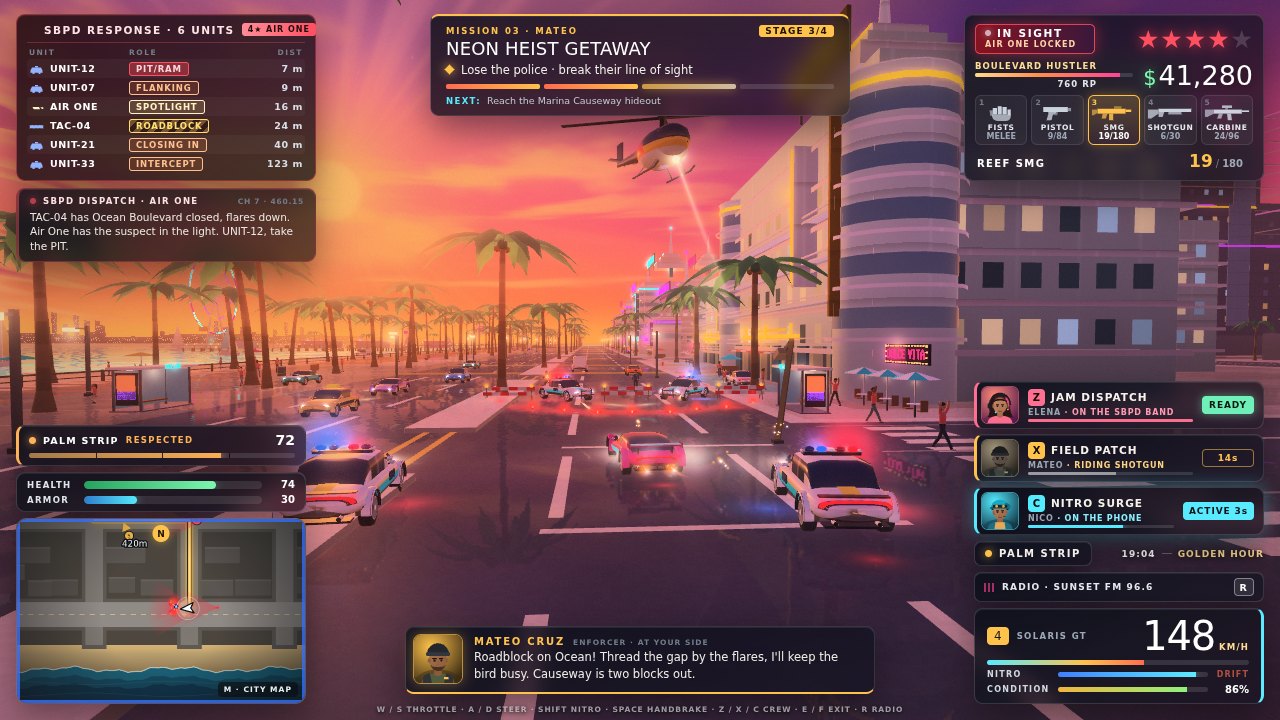 SBPD RESPONSE · 6 UNITS 4★ AIR ONE
UNIT ROLE DIST
UNIT-12 PIT/RAM 7 m
UNIT-07 FLANKING 9 m
AIR ONE SPOTLIGHT 16 m
TAC-04 ROADBLOCK 24 m
UNIT-21 CLOSING IN 40 m
UNIT-33 INTERCEPT 123 m
SBPD DISPATCH · AIR ONE CH 7 · 460.15
TAC-04 has Ocean Boulevard closed, flares down.
Air One has the suspect in the light. UNIT-12, take
the PIT.
MISSION 03 · MATEO STAGE 3/4
NEON HEIST GETAWAY
Lose the police · break their line of sight
NEXT: Reach the Marina Causeway hideout
IN SIGHT
AIR ONE LOCKED
★★★★★
BOULEVARD HUSTLER
760 RP
$41,280
1 2 3 4 5
FISTS PISTOL SMG SHOTGUN CARBINE
MELEE 9/84 19/180 6/30 24/96
REEF SMG 19 / 180
DOLCE VITA
Z JAM DISPATCH
ELENA · ON THE SBPD BAND
READY
X FIELD PATCH
MATEO · RIDING SHOTGUN
14s
C NITRO SURGE
NICO · ON THE PHONE
ACTIVE 3s
PALM STRIP 19:04 — GOLDEN HOUR
RADIO · SUNSET FM 96.6 R
4 SOLARIS GT 148 KM/H
NITRO DRIFT
CONDITION 86%
PALM STRIP RESPECTED 72
HEALTH 74
ARMOR 30
N
420m
M · CITY MAP
MATEO CRUZ ENFORCER · AT YOUR SIDE
Roadblock on Ocean! Thread the gap by the flares, I'll keep the
bird busy. Causeway is two blocks out.
W / S THROTTLE · A / D STEER · SHIFT NITRO · SPACE HANDBRAKE · Z / X / C CREW · E / F EXIT · R RADIO